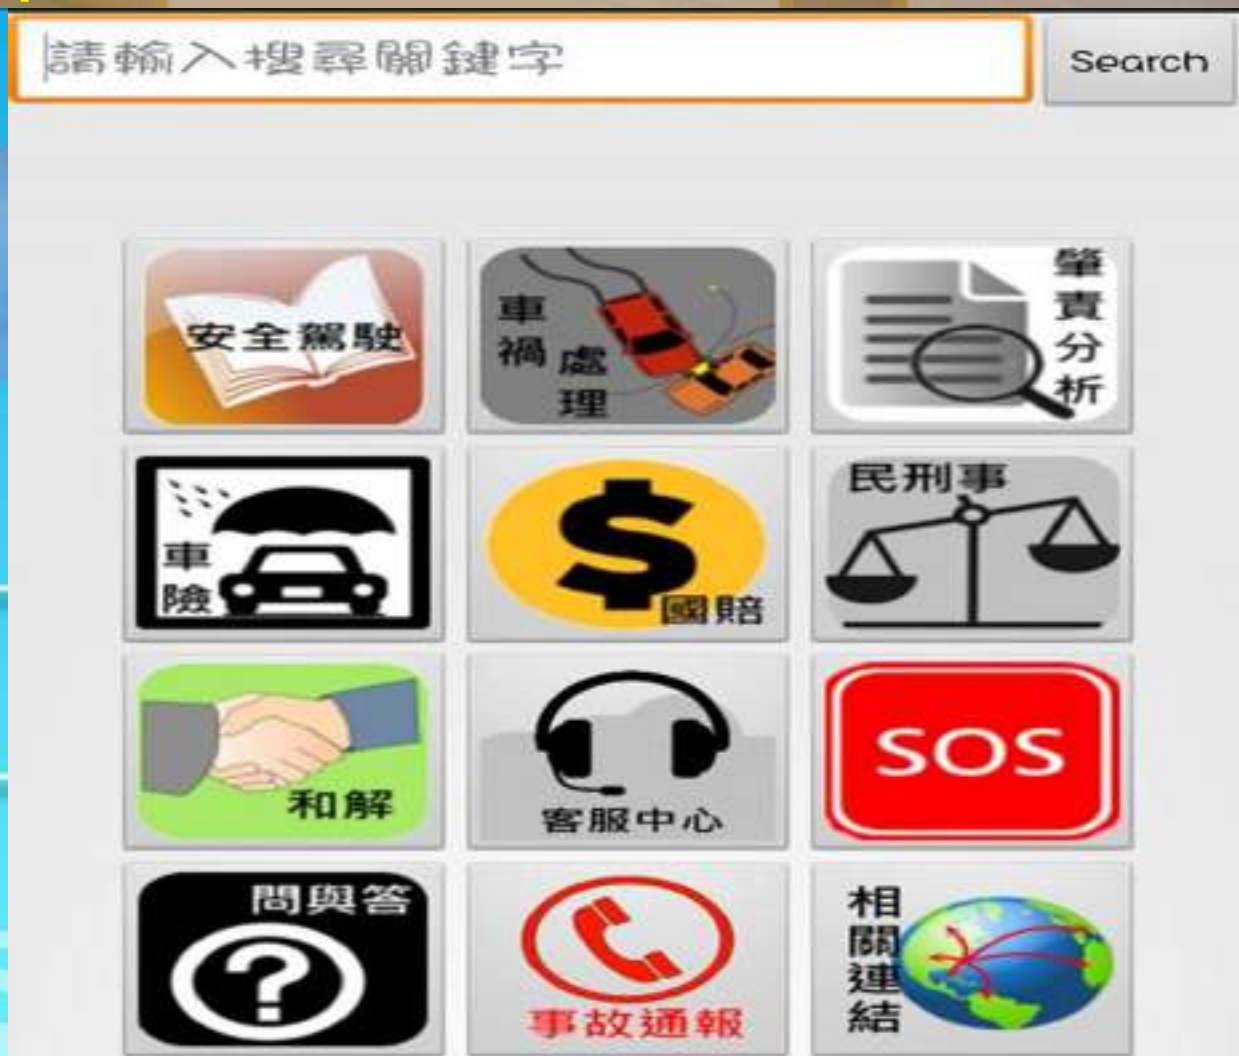 請輸入搜尋關鍵字
Search
安全駕駛
車禍
處理
肇責分析
車險
$
國賠
民刑事
和解
客服中心
SOS
問與答
?
事故通報
相關連結